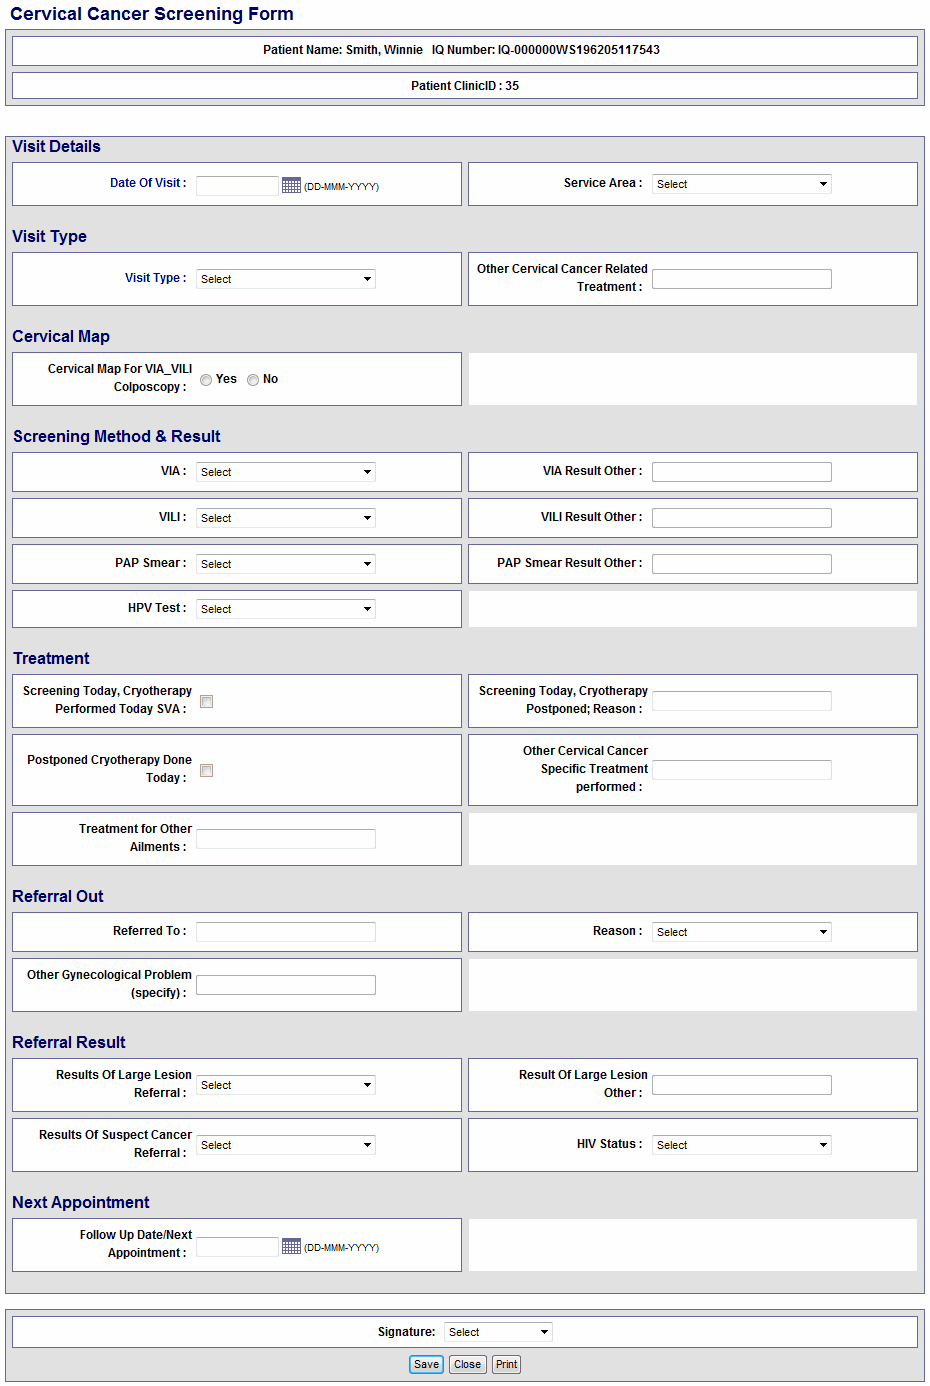 Cervical Cancer Screening Form
Patient Name: Smith, Winnie IQ Number: IQ-000000WS196205117543
Patient ClinicID : 35
Visit Details
Date Of Visit : (DD-MMM-YYYY)
Service Area : Select
Visit Type
Visit Type : Select
Other Cervical Cancer Related
Treatment :
Cervical Map
Cervical Map For VIA_VILI
Colposcopy : Yes No
Screening Method & Result
VIA : Select
VIA Result Other :
VILI : Select
VILI Result Other :
PAP Smear : Select
PAP Smear Result Other :
HPV Test : Select
Treatment
Screening Today, Cryotherapy
Performed Today SVA :
Screening Today, Cryotherapy
Postponed; Reason :
Postponed Cryotherapy Done
Today :
Other Cervical Cancer
Specific Treatment
performed :
Treatment for Other
Ailments :
Referral Out
Referred To :
Reason : Select
Other Gynecological Problem
(specify) :
Referral Result
Results Of Large Lesion
Referral : Select
Result Of Large Lesion
Other :
Results Of Suspect Cancer
Referral : Select
HIV Status : Select
Next Appointment
Follow Up Date/Next
Appointment : (DD-MMM-YYYY)
Signature: Select
Save Close Print